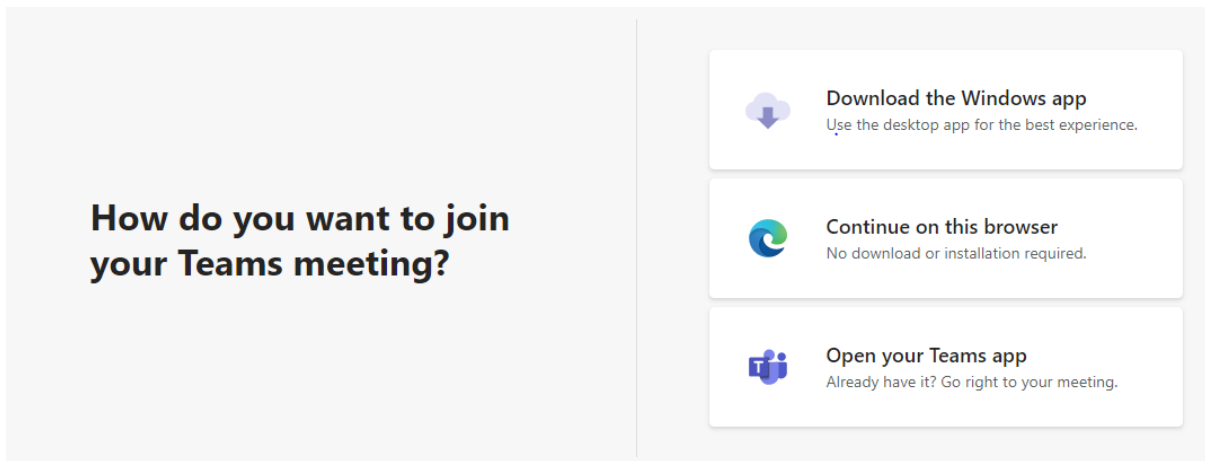 How do you want to join
your Teams meeting?
Download the Windows app
Use the desktop app for the best experience.
Continue on this browser
No download or installation required.
T
Open your Teams app
Already have it? Go right to your meeting.